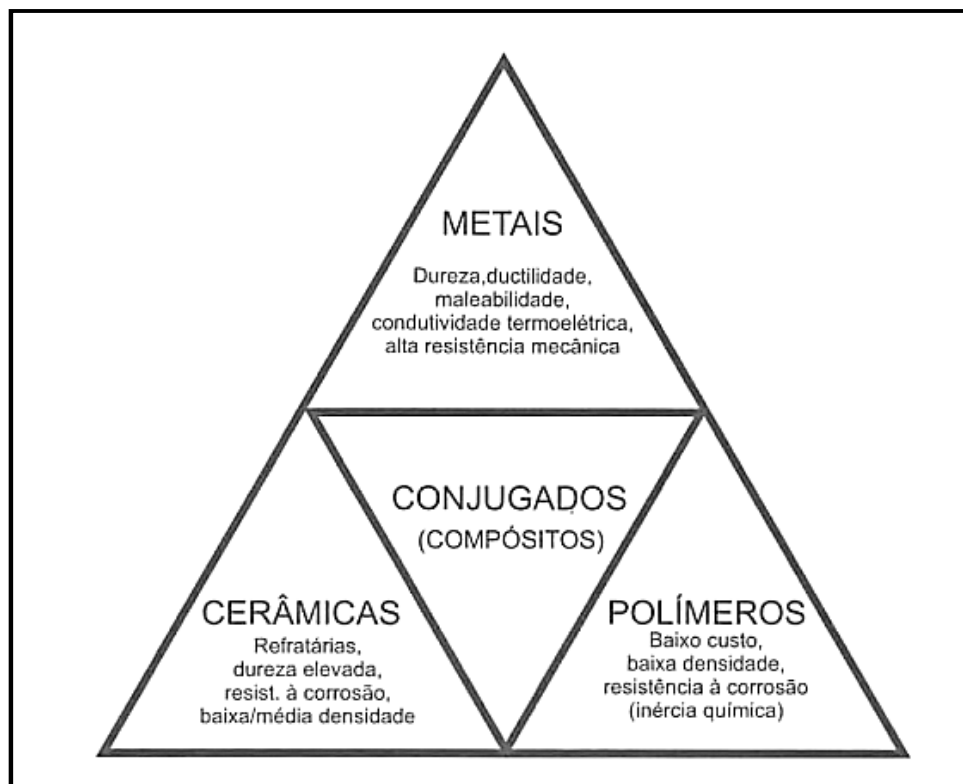 METAIS
Dureza,ductilidade,
maleabilidade,
condutividade termoelétrica,
alta resistência mecânica
CONJUGADOS
(COMPÓSITOS)
CERÂMICAS
Refratárias,
dureza elevada,
resist. à corrosão,
baixa/média densidade
POLÍMEROS
Baixo custo,
baixa densidade,
resistência à corrosão
(inércia química)